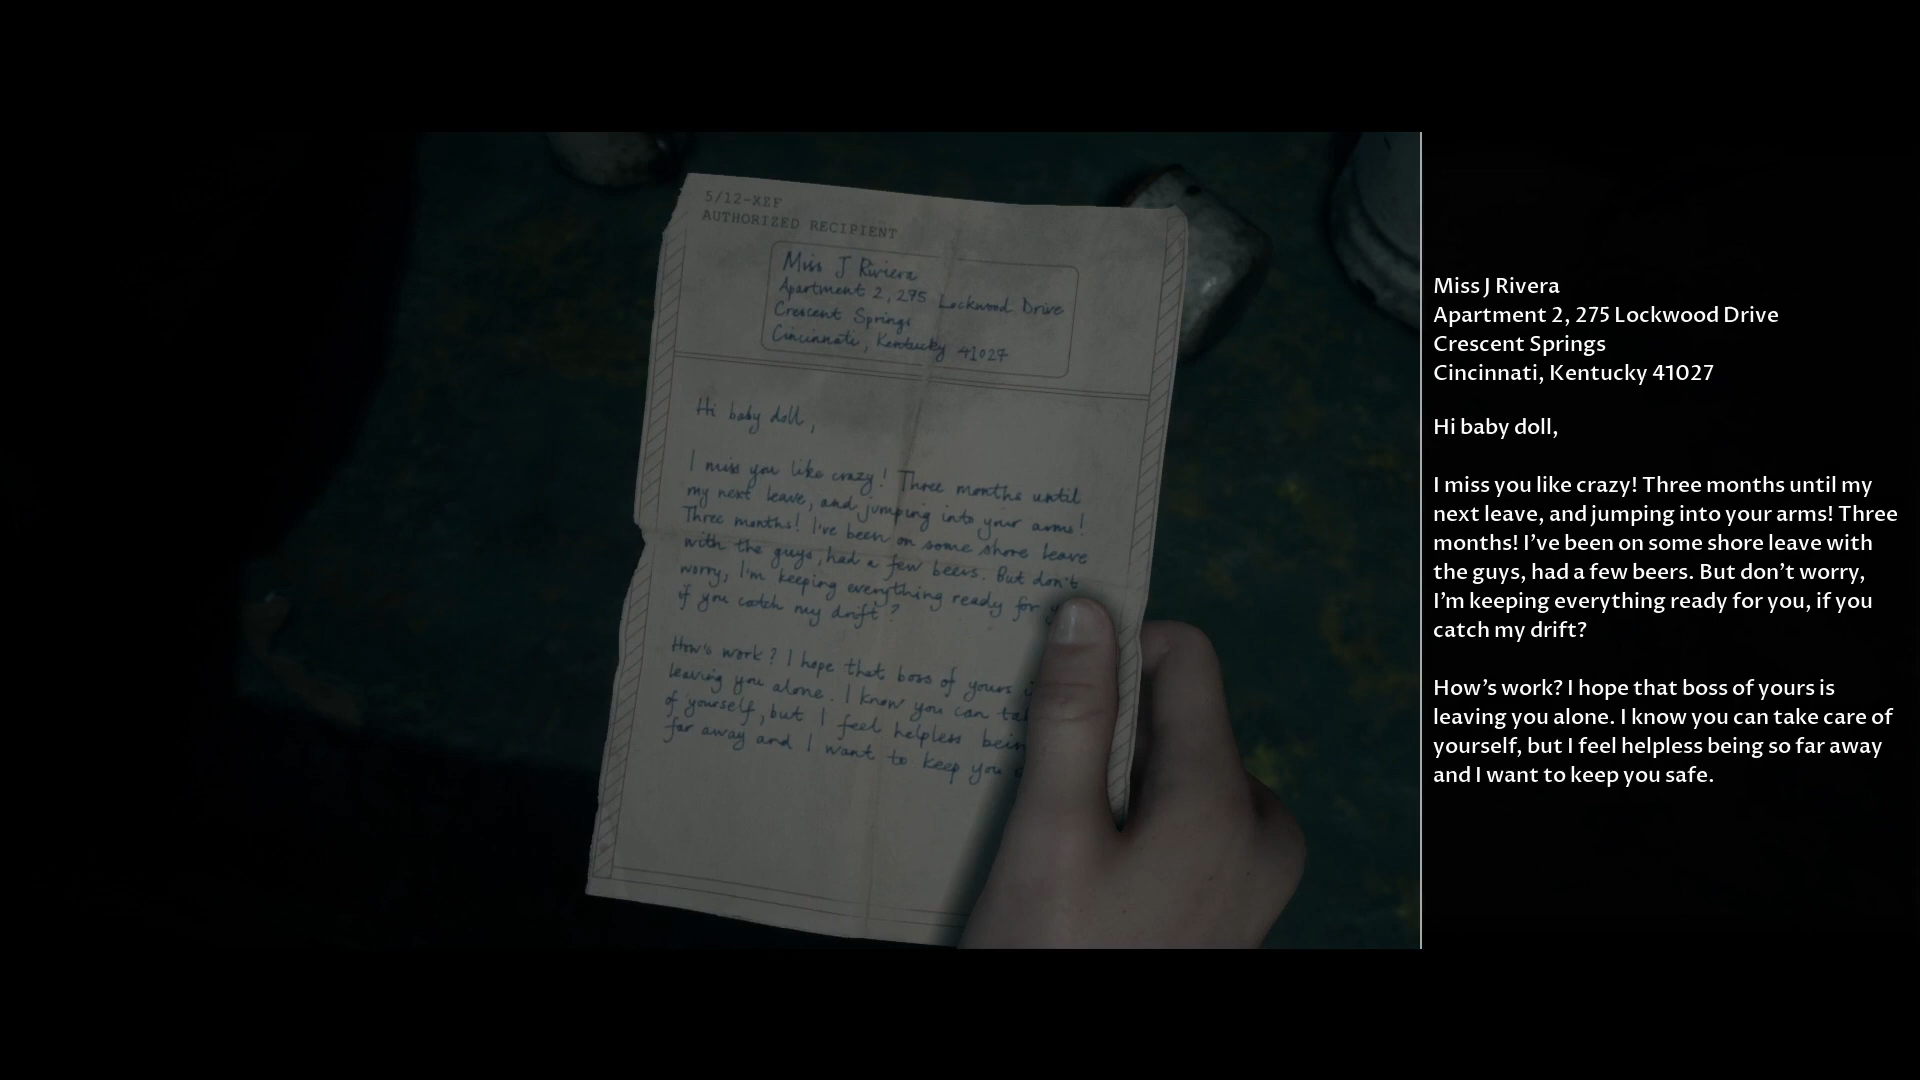 5/12-XEF
AUTHORIZED RECIPIENT
Miss J Riviera
Apartment 2, 275 Lockwood Drive
Crescent Springs
Cincinnati, Kentucky 41027
Hi baby doll,
I miss you like crazy! Three months until
my next leave, and jumping into your arms!
Three months! I've been on some shore leave
with the guys, had a few beers. But don't
worry, I'm keeping everything ready for
if you catch my drift?
How's work? I hope that boss of yours
leaving you alone. I know you can
of yourself, but I feel helpless
far away and I want to keep you
Miss J Rivera
Apartment 2, 275 Lockwood Drive
Crescent Springs
Cincinnati, Kentucky 41027
Hi baby doll,
I miss you like crazy! Three months until my
next leave, and jumping into your arms! Three
months! I've been on some shore leave with
the guys, had a few beers. But don't worry,
I'm keeping everything ready for you, if you
catch my drift?
How's work? I hope that boss of yours is
leaving you alone. I know you can take care of
yourself, but I feel helpless being so far away
and I want to keep you safe.